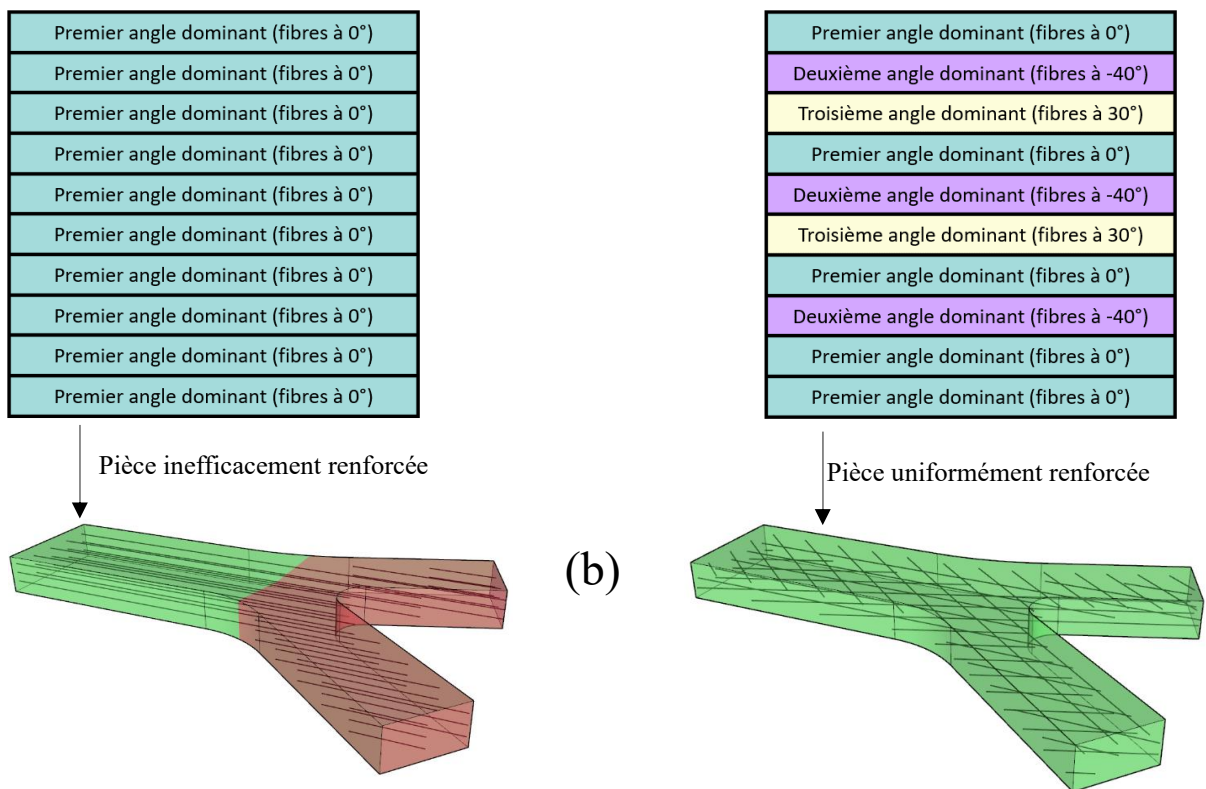 Premier angle dominant (fibres à 0°)
Premier angle dominant (fibres à 0°)
Premier angle dominant (fibres à 0°)
Premier angle dominant (fibres à 0°)
Premier angle dominant (fibres à 0°)
Premier angle dominant (fibres à 0°)
Premier angle dominant (fibres à 0°)
Premier angle dominant (fibres à 0°)
Premier angle dominant (fibres à 0°)
Premier angle dominant (fibres à 0°)
Pièce inefficacement renforcée
Premier angle dominant (fibres à 0°)
Deuxième angle dominant (fibres à -40°)
Troisième angle dominant (fibres à 30°)
Premier angle dominant (fibres à 0°)
Deuxième angle dominant (fibres à -40°)
Troisième angle dominant (fibres à 30°)
Premier angle dominant (fibres à 0°)
Deuxième angle dominant (fibres à -40°)
Premier angle dominant (fibres à 0°)
Premier angle dominant (fibres à 0°)
Pièce uniformément renforcée
(b)